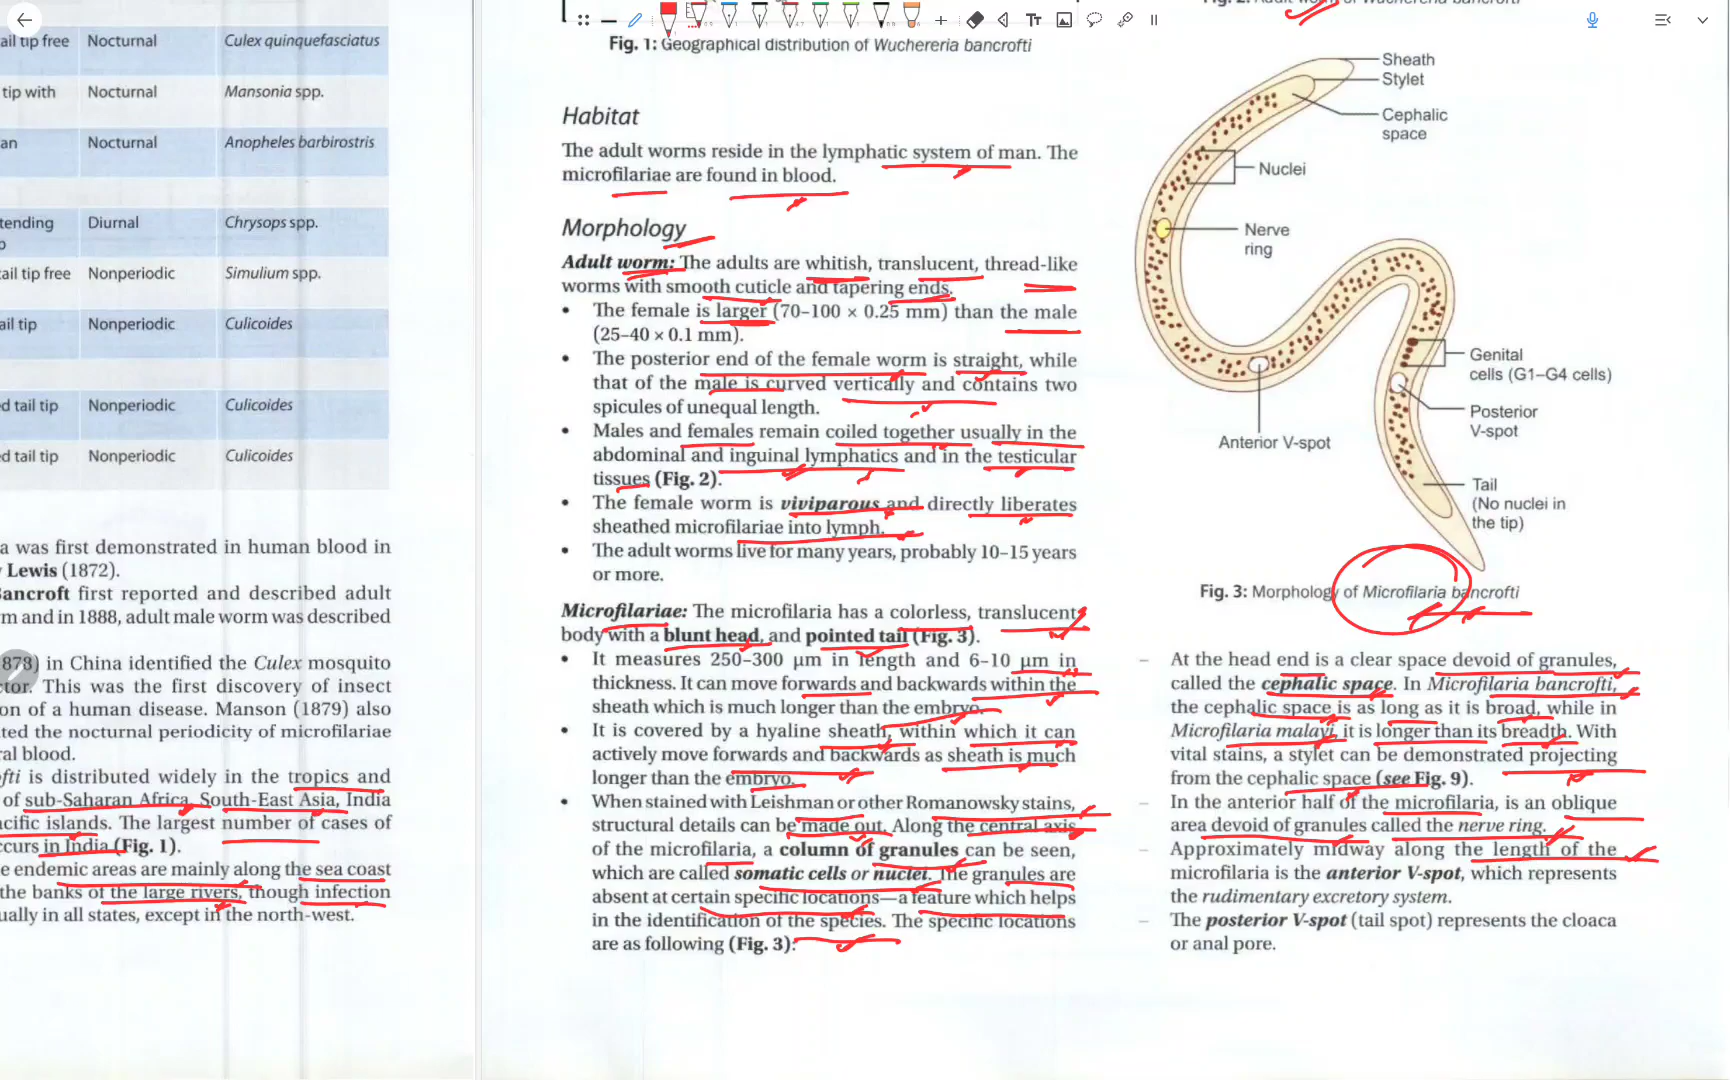 ail tip free Nocturnal Culex quinquefasciatus
tip with Nocturnal Mansonia spp.
an Nocturnal Anopheles barbirostris
tending Diurnal Chrysops spp.
ail tip free Nonperiodic Simulium spp.
ail tip Nonperiodic Culicoides
d tail tip Nonperiodic Culicoides
d tail tip Nonperiodic Culicoides
a was first demonstrated in human blood in
Lewis (1872).
Bancroft first reported and described adult
m and in 1888, adult male worm was described
878) in China identified the Culex mosquito
ctor. This was the first discovery of insect
on of a human disease. Manson (1879) also
ted the nocturnal periodicity of microfilariae
ral blood.
ofti is distributed widely in the tropics and
of sub-Saharan Africa, South-East Asia, India
acific islands. The largest number of cases of
ccurs in India (Fig. 1).
e endemic areas are mainly along the sea coast
the banks of the large rivers, though infection
ually in all states, except in the north-west.
Fig. 1: Geographical distribution of Wuchereria bancrofti
Habitat
The adult worms reside in the lymphatic system of man. The
microfilariae are found in blood.
Morphology
Adult worm: The adults are whitish, translucent, thread-like
worms with smooth cuticle and tapering ends.
• The female is larger (70–100 × 0.25 mm) than the male
(25–40 × 0.1 mm).
• The posterior end of the female worm is straight, while
that of the male is curved vertically and contains two
spicules of unequal length.
• Males and females remain coiled together usually in the
abdominal and inguinal lymphatics and in the testicular
tissues (Fig. 2).
• The female worm is viviparous and directly liberates
sheathed microfilariae into lymph.
• The adult worms live for many years, probably 10–15 years
or more.
Microfilariae: The microfilaria has a colorless, translucent
body with a blunt head, and pointed tail (Fig. 3).
• It measures 250–300 µm in length and 6–10 µm in
thickness. It can move forwards and backwards within the
sheath which is much longer than the embryo.
• It is covered by a hyaline sheath, within which it can
actively move forwards and backwards as sheath is much
longer than the embryo.
• When stained with Leishman or other Romanowsky stains,
structural details can be made out. Along the central axis
of the microfilaria, a column of granules can be seen,
which are called somatic cells or nuclei. The granules are
absent at certain specific locations—a feature which helps
in the identification of the species. The specific locations
are as following (Fig. 3):
Sheath
Stylet
Cephalic
space
Nuclei
Nerve
ring
Genital
cells (G1–G4 cells)
Posterior
V-spot
Anterior V-spot
Tail
(No nuclei in
the tip)
Fig. 3: Morphology of Microfilaria bancrofti
– At the head end is a clear space devoid of granules,
called the cephalic space. In Microfilaria bancrofti,
the cephalic space is as long as it is broad, while in
Microfilaria malayi, it is longer than its breadth. With
vital stains, a stylet can be demonstrated projecting
from the cephalic space (see Fig. 9).
– In the anterior half of the microfilaria, is an oblique
area devoid of granules called the nerve ring.
– Approximately midway along the length of the
microfilaria is the anterior V-spot, which represents
the rudimentary excretory system.
– The posterior V-spot (tail spot) represents the cloaca
or anal pore.